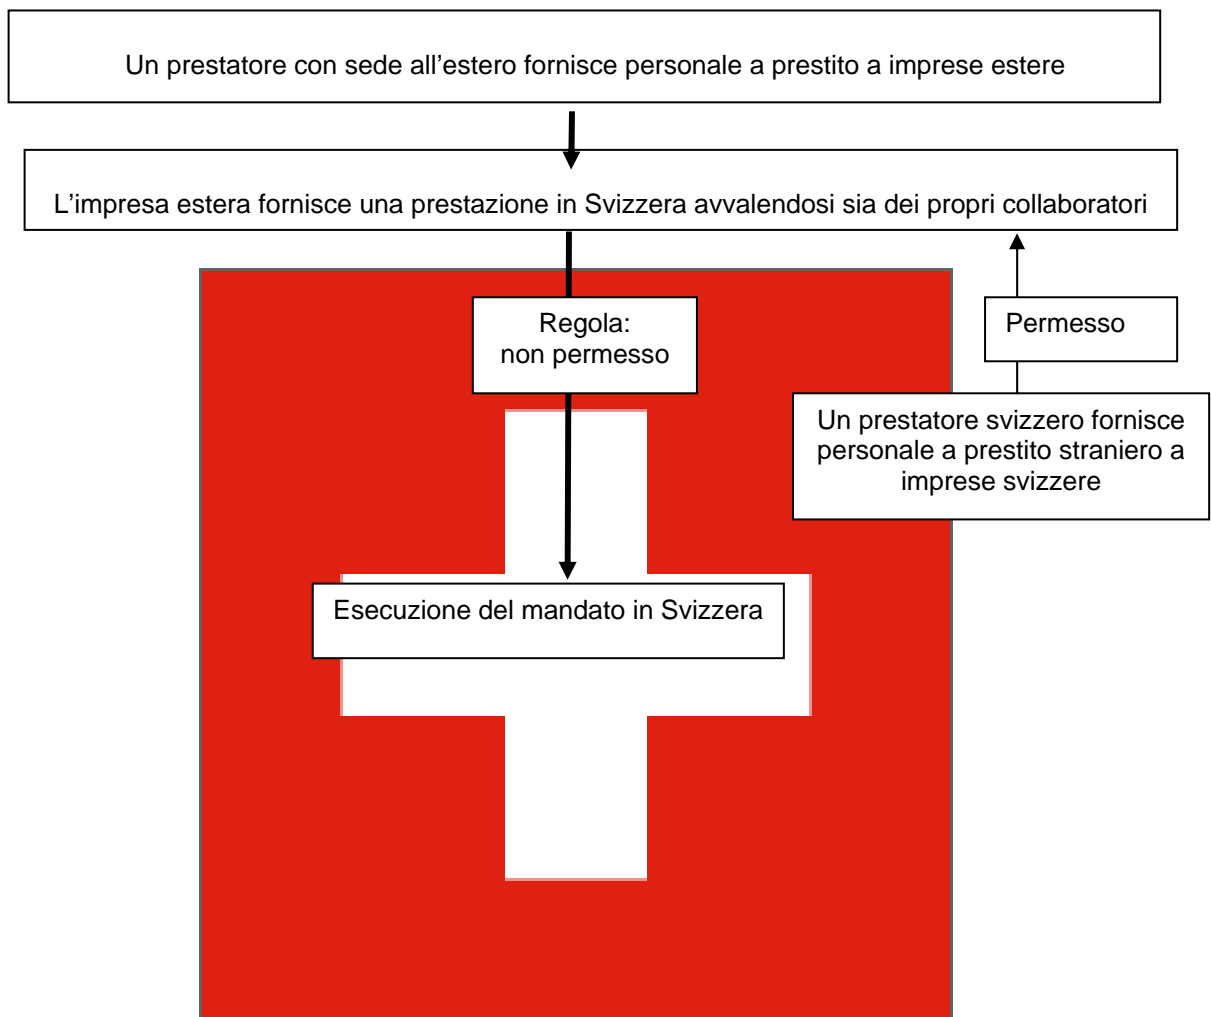 Un prestatore con sede all'estero fornisce personale a prestito a imprese estere
L’impresa estera fornisce una prestazione in Svizzera avvalendosi sia dei propri collaboratori
Regola:
non permesso
Permesso
Un prestatore svizzero fornisce
personale a prestito straniero a
imprese svizzere
Esecuzione del mandato in Svizzera